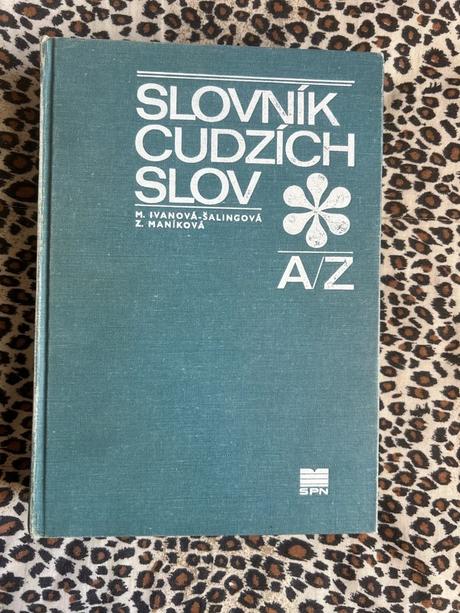 SLOVNÍK
CUDZÍCH
SLOV
M. IVANOVÁ-ŠALINGOVÁ
Z. MANÍKOVÁ
A/Z
SPN